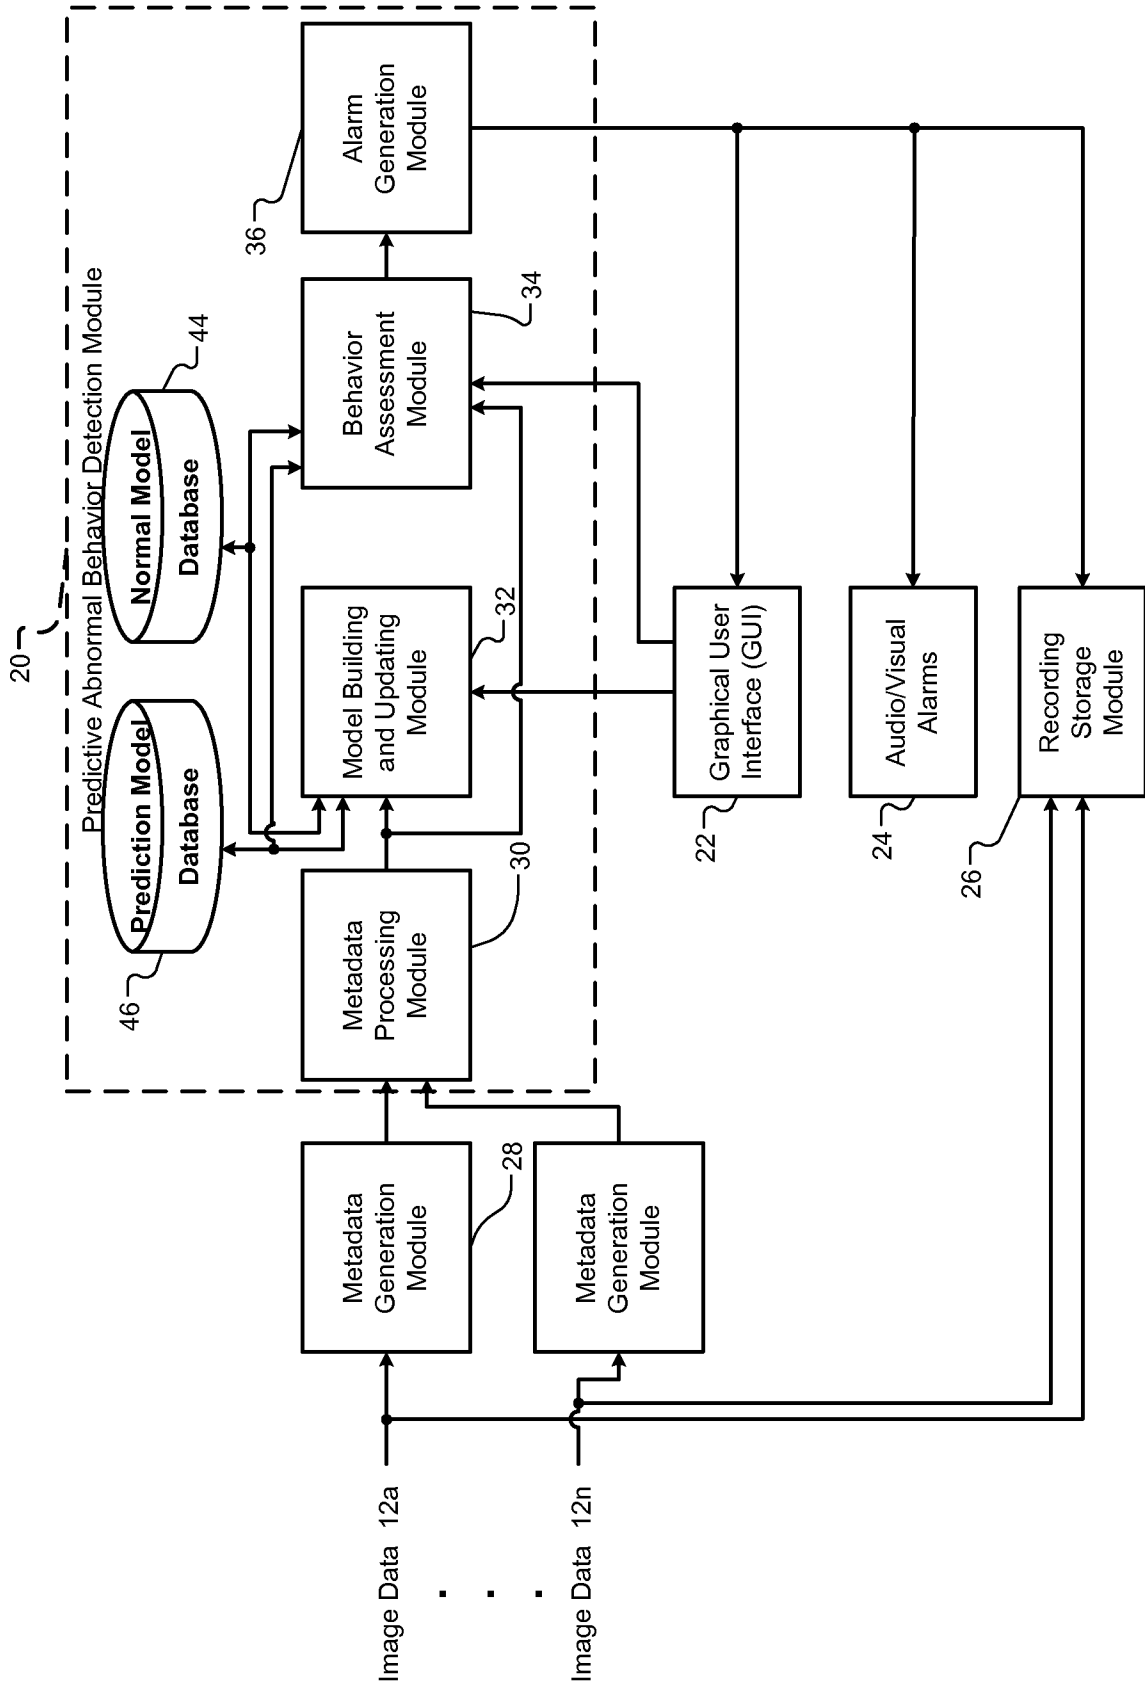 20
Predictive Abnormal Behavior Detection Module
46
Prediction Model
Database
44
Normal Model
Database
36
Metadata
Processing
Module
30
Model Building
and Updating
Module
32
Behavior
Assessment
Module
34
Alarm
Generation
Module
Image Data 12a
. . .
Image Data 12n
Metadata
Generation
Module
28
Metadata
Generation
Module
22
Graphical User
Interface (GUI)
24
Audio/Visual
Alarms
26
Recording
Storage
Module